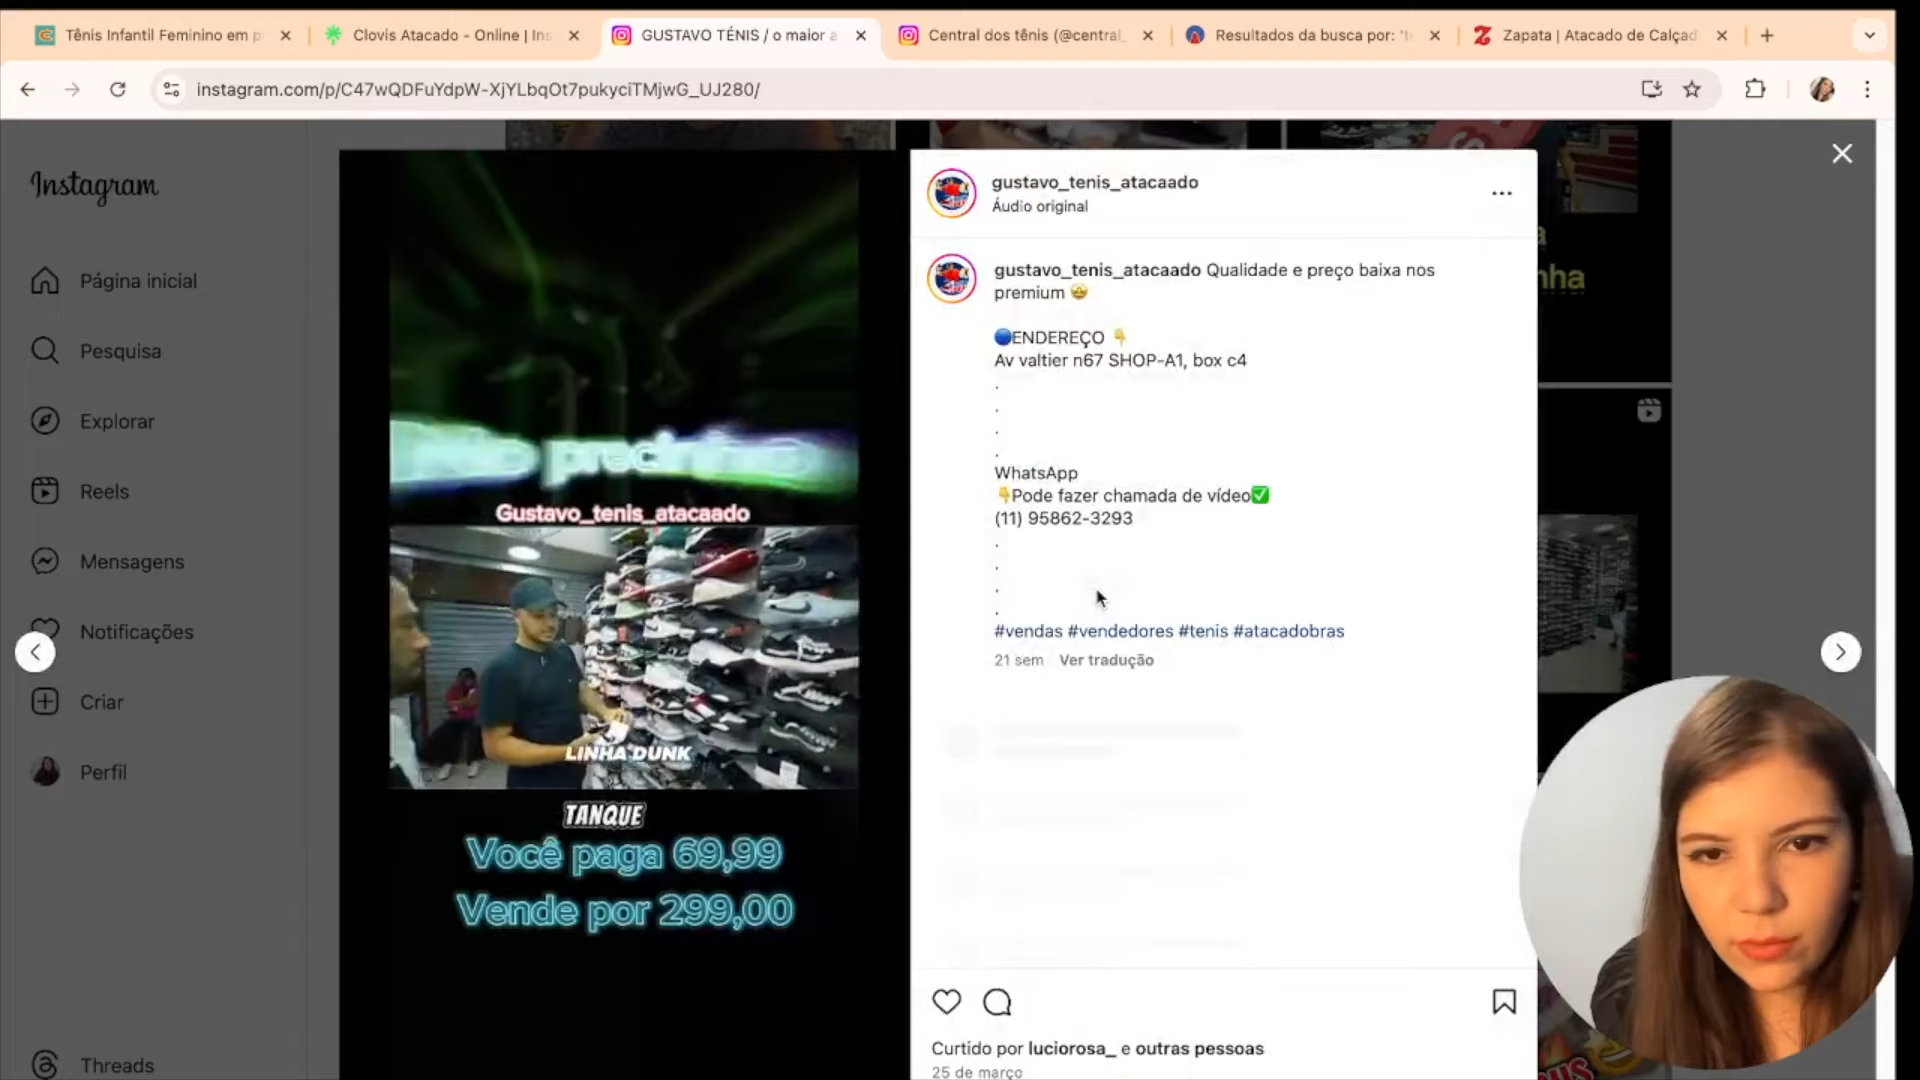 Tênis Infantil Feminino em p
Clovis Atacado - Online | Ins
GUSTAVO TÉNIS / o maior a
Central dos tênis (@central_
Resultados da busca por: 't
Zapata | Atacado de Calçad
instagram.com/p/C47wQDFuYdpW-XjYLbqOt7pukyciTMjwG_UJ280/
Instagram
Página inicial
Pesquisa
Explorar
Reels
Mensagens
Notificações
Criar
Perfil
Threads
Gustavo_tenis_atacaado
LINHA DUNK
TANQUE
Você paga 69,99
Vende por 299,00
gustavo_tenis_atacaado
Áudio original
gustavo_tenis_atacaado Qualidade e preço baixa nos
premium 🤩
🔵ENDEREÇO 👇
Av valtier n67 SHOP-A1, box c4
.
.
.
.
WhatsApp
👇Pode fazer chamada de vídeo✅
(11) 95862-3293
.
.
.
.
#vendas #vendedores #tenis #atacadobras
21 sem Ver tradução
Curtido por luciorosa_ e outras pessoas
25 de março